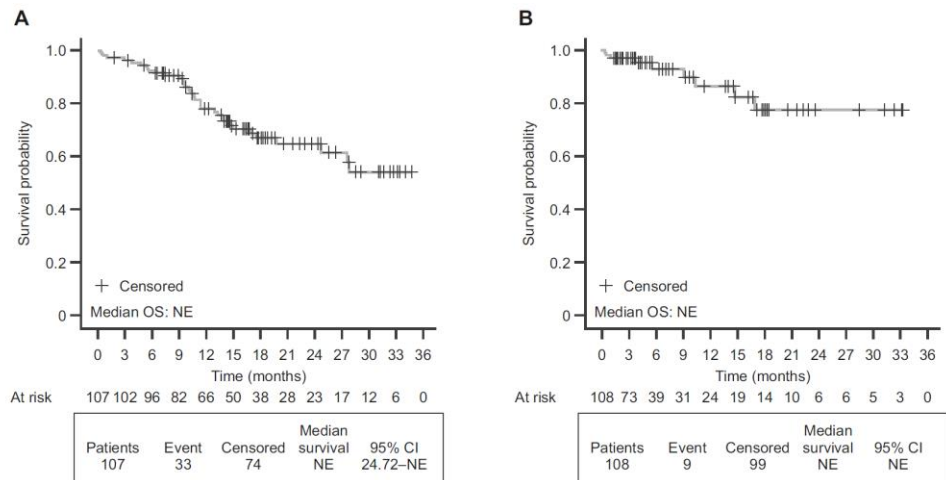 A
1.0
0.8
0.6
0.4
0.2
0
Survival probability
+ Censored
Median OS: NE
0 3 6 9 12 15 18 21 24 27 30 33 36
Time (months)
At risk 107 102 96 82 66 50 38 28 23 17 12 6 0
Patients Event Censored Median survival 95% CI
107 33 74 NE 24.72–NE
B
1.0
0.8
0.6
0.4
0.2
0
Survival probability
+ Censored
Median OS: NE
0 3 6 9 12 15 18 21 24 27 30 33 36
Time (months)
At risk 108 73 39 31 24 19 14 10 6 6 5 3 0
Patients Event Censored Median survival 95% CI
108 9 99 NE NE